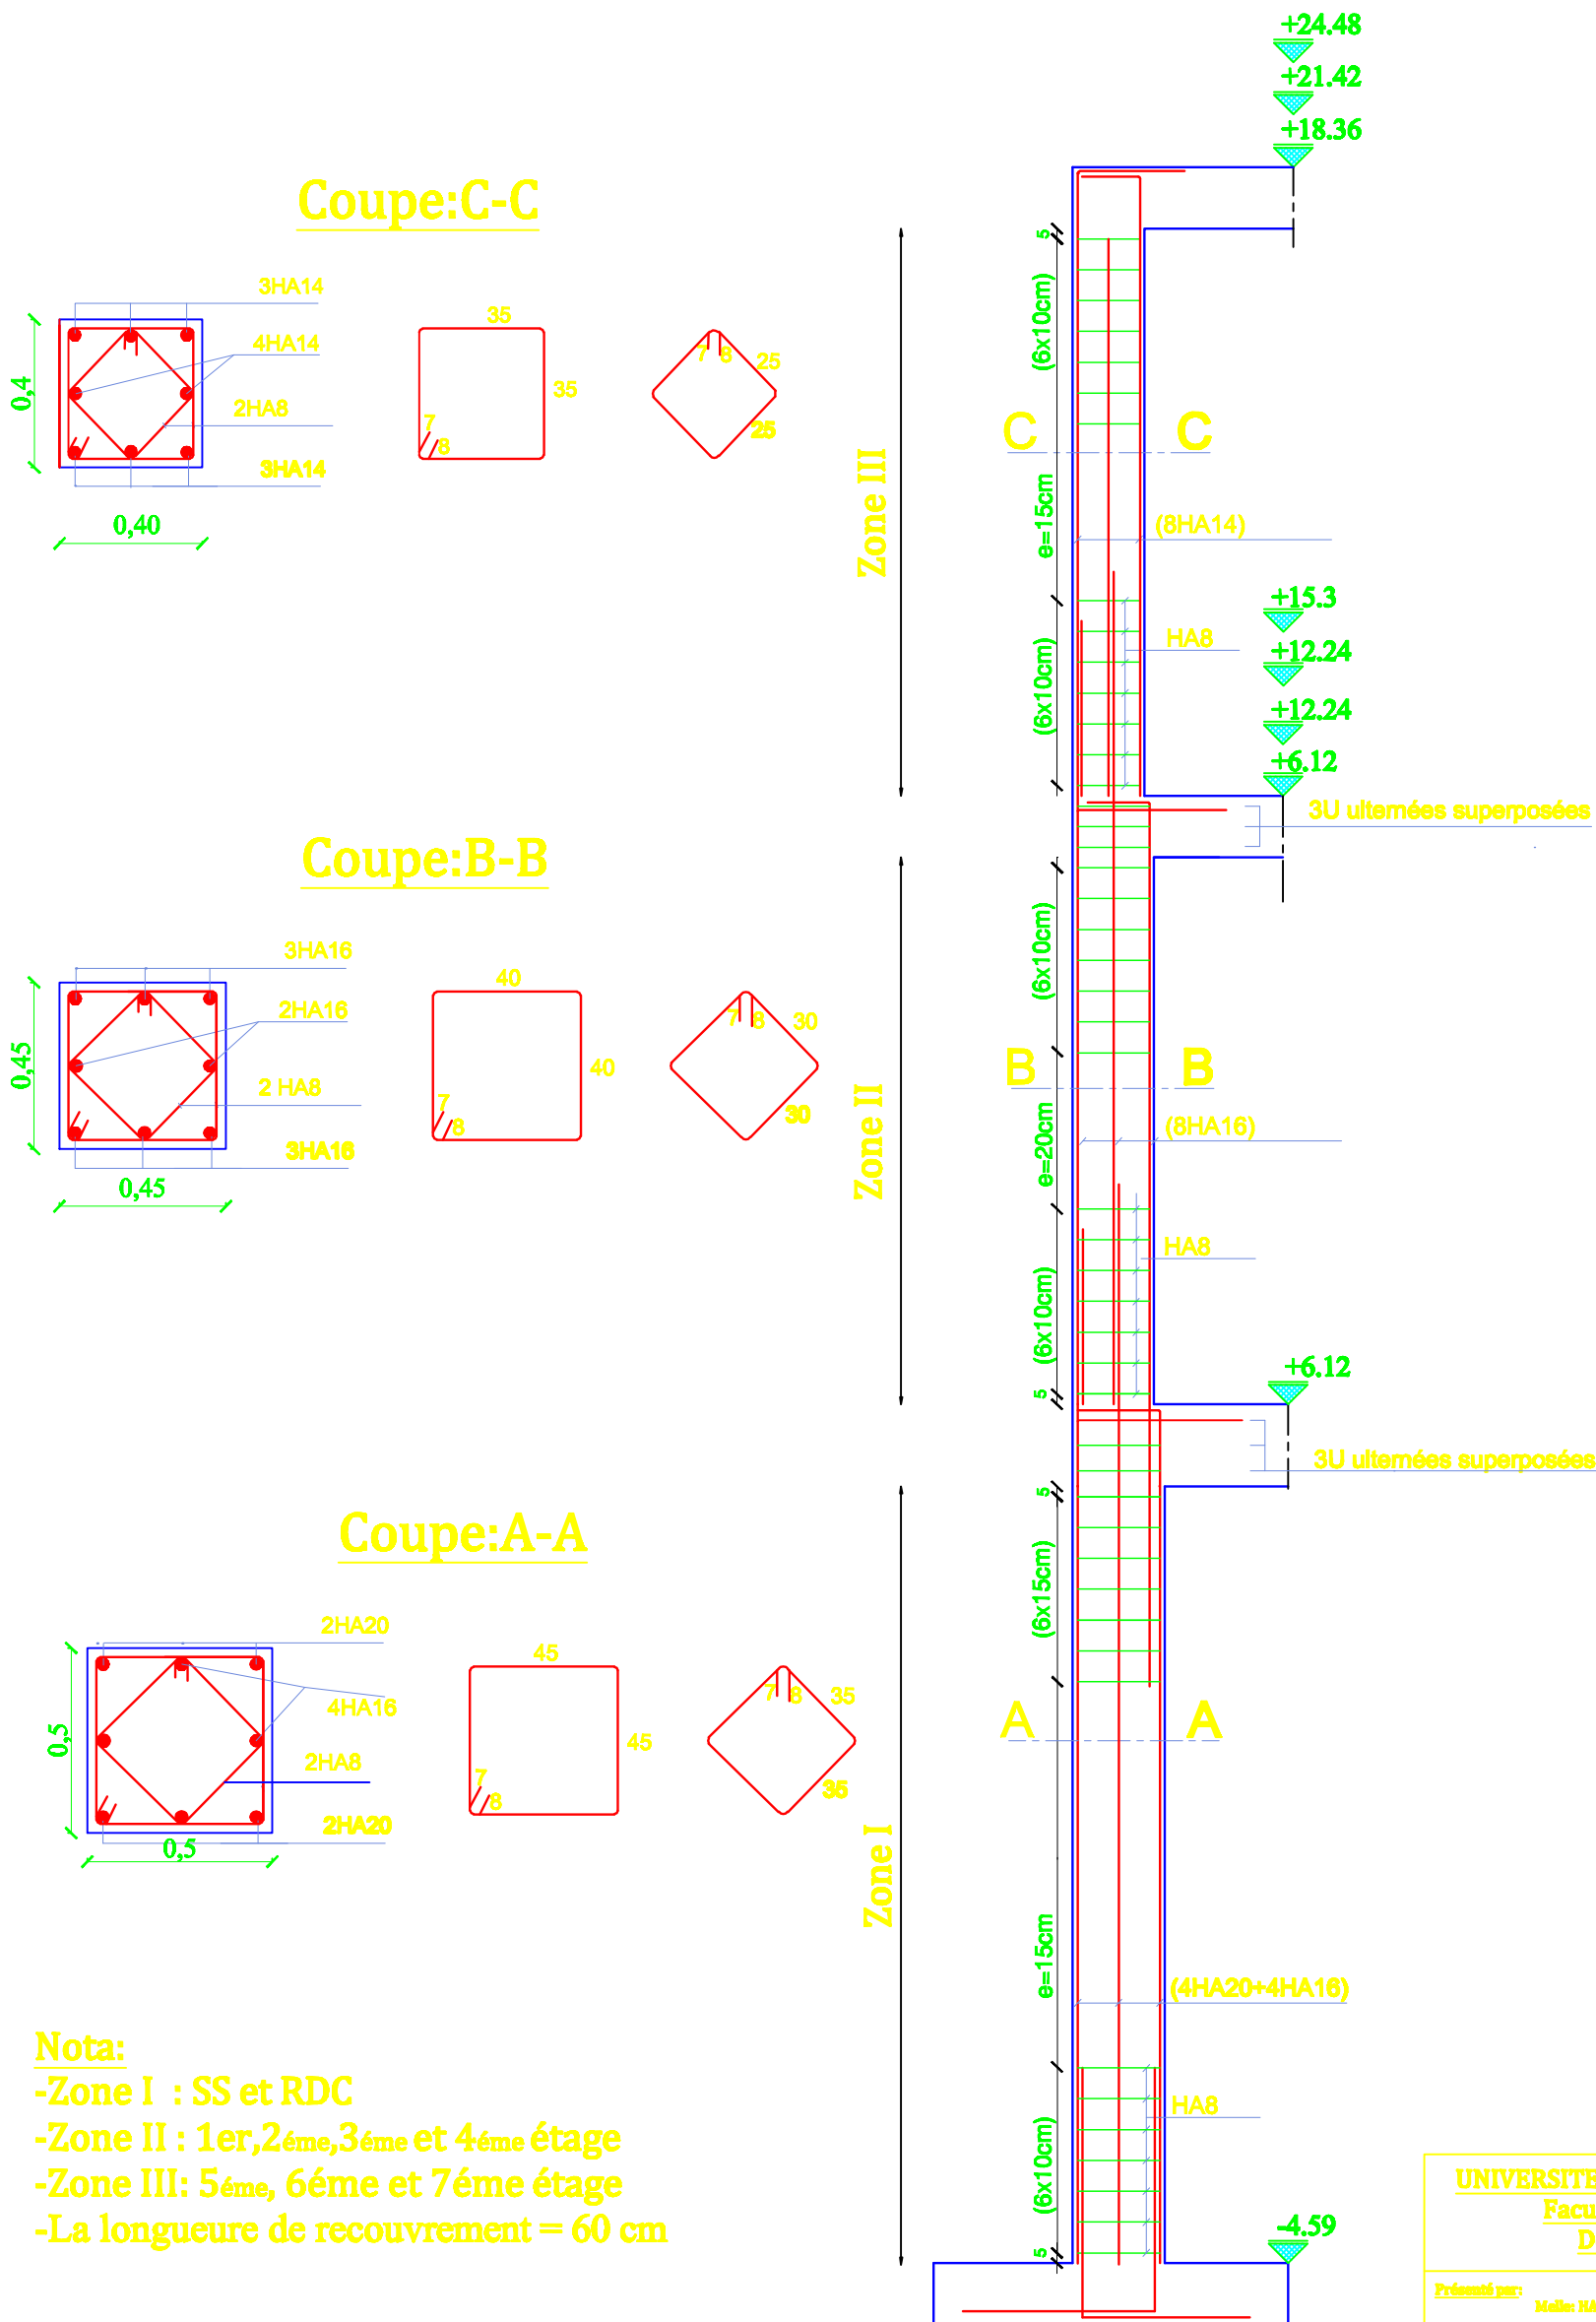 +24.48
+21.42
+18.36
Coupe:C-C
3HA14
4HA14
2HA8
3HA14
0,4
0,40
35
35
7
8
7 8
25
25
Zone III
5
(6x10cm)
C C
e=15cm
(8HA14)
(6x10cm)
HA8
+15.3
+12.24
+12.24
+6.12
3U ulternées superposées
Coupe:B-B
3HA16
2HA16
2 HA8
3HA16
0,45
0,45
40
40
7
8
7 8
30
30
Zone II
(6x10cm)
B B
e=20cm
(8HA16)
(6x10cm)
HA8
5
+6.12
3U ulternées superposées
Coupe:A-A
2HA20
4HA16
2HA8
2HA20
0,5
0,5
45
45
7
8
7 8
35
35
Zone I
5
(6x15cm)
A A
e=15cm
(4HA20+4HA16)
(6x10cm)
HA8
5
-4.59
Nota:
-Zone I : SS et RDC
-Zone II : 1er,2éme,3éme et 4éme étage
-Zone III: 5éme, 6éme et 7éme étage
-La longueure de recouvrement = 60 cm
UNIVERSITE
Facu
D
Présenté par:
Melle: